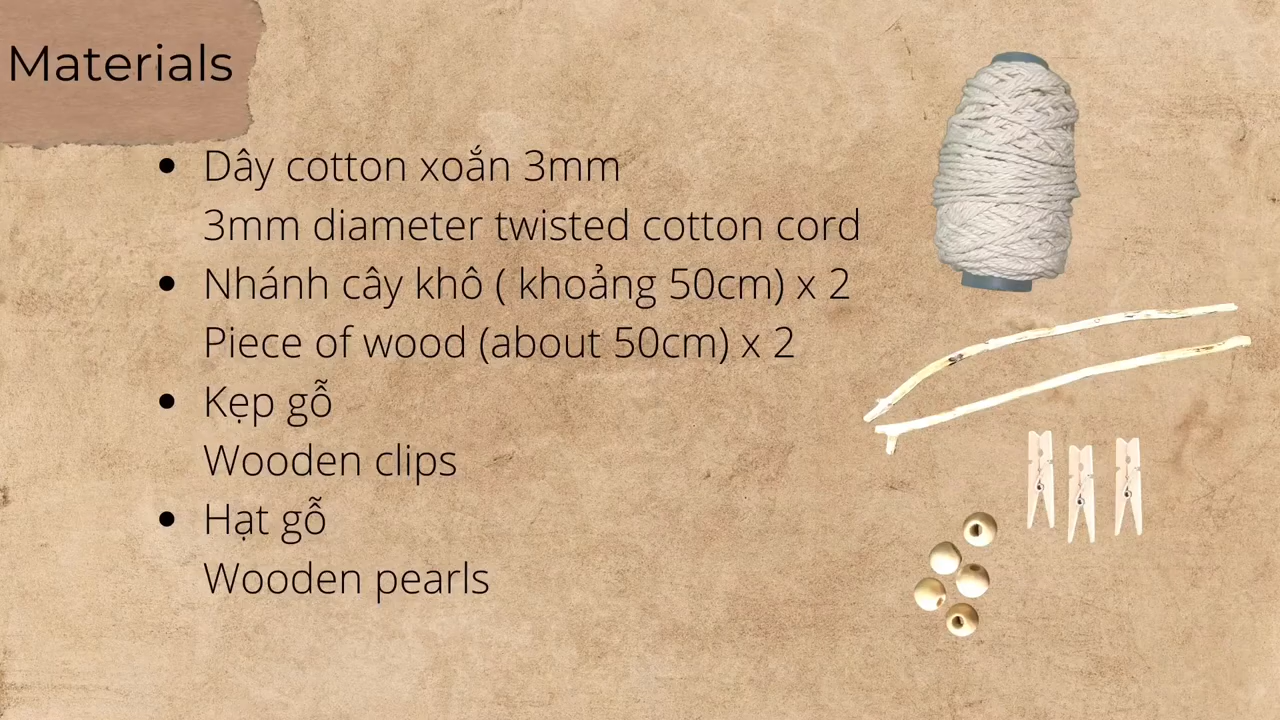 Materials
Dây cotton xoắn 3mm
3mm diameter twisted cotton cord
Nhánh cây khô ( khoảng 50cm) x 2
Piece of wood (about 50cm) x 2
Kẹp gỗ
Wooden clips
Hạt gỗ
Wooden pearls